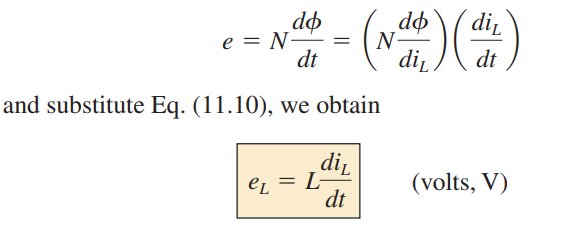 e = N dϕ/dt = (N dϕ/di_L)(di_L/dt)
and substitute Eq. (11.10), we obtain
e_L = L di_L/dt (volts, V)